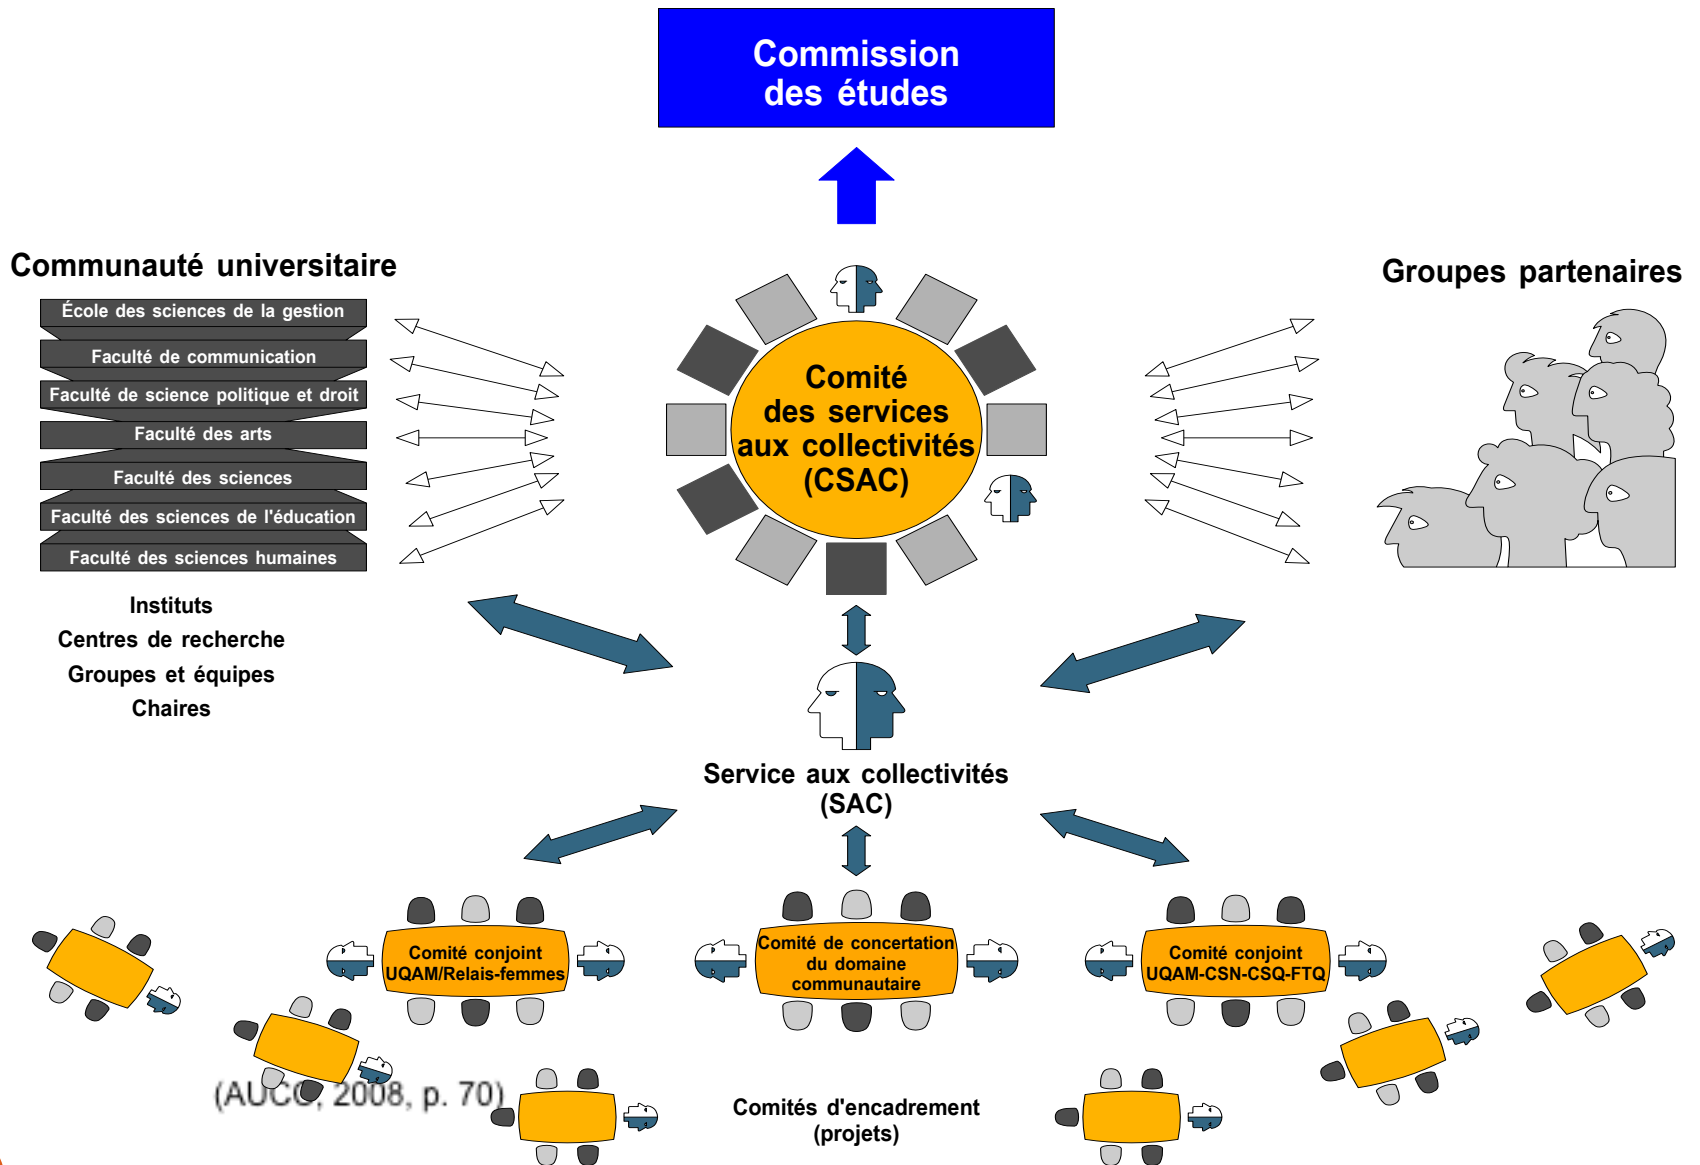 Commission
des études
Communauté universitaire
École des sciences de la gestion
Faculté de communication
Faculté de science politique et droit
Faculté des arts
Faculté des sciences
Faculté des sciences de l'éducation
Faculté des sciences humaines
Instituts
Centres de recherche
Groupes et équipes
Chaires
Comité
des services
aux collectivités
(CSAC)
Groupes partenaires
Service aux collectivités
(SAC)
Comité conjoint
UQAM/Relais-femmes
Comité de concertation
du domaine
communautaire
Comité conjoint
UQAM-CSN-CSQ-FTQ
(AUCC, 2008, p. 70)
Comités d'encadrement
(projets)